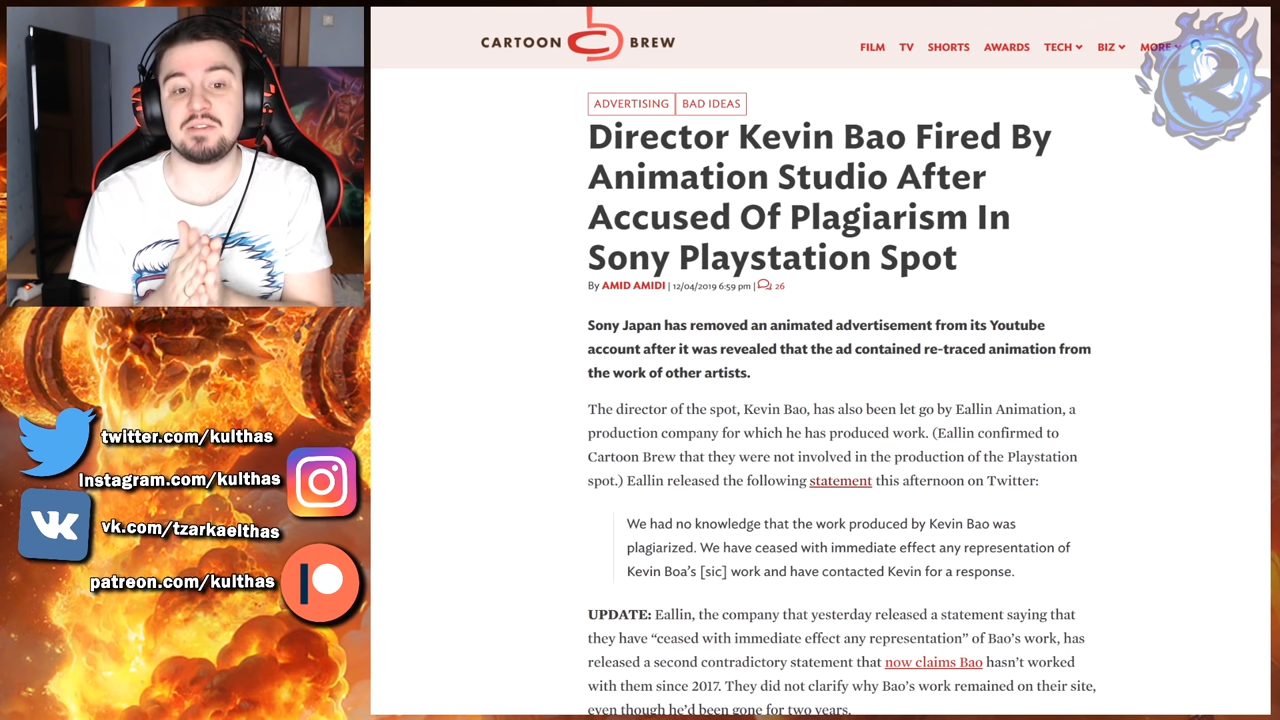 CARTOON BREW
FILM TV SHORTS AWARDS TECH BIZ MORE
ADVERTISING BAD IDEAS
Director Kevin Bao Fired By
Animation Studio After
Accused Of Plagiarism In
Sony Playstation Spot
By AMID AMIDI | 12/04/2019 6:59 pm | 26
Sony Japan has removed an animated advertisement from its Youtube
account after it was revealed that the ad contained re-traced animation from
the work of other artists.
The director of the spot, Kevin Bao, has also been let go by Eallin Animation, a
production company for which he has produced work. (Eallin confirmed to
Cartoon Brew that they were not involved in the production of the Playstation
spot.) Eallin released the following statement this afternoon on Twitter:
We had no knowledge that the work produced by Kevin Bao was
plagiarized. We have ceased with immediate effect any representation of
Kevin Boa's [sic] work and have contacted Kevin for a response.
UPDATE: Eallin, the company that yesterday released a statement saying that
they have “ceased with immediate effect any representation” of Bao's work, has
released a second contradictory statement that now claims Bao hasn't worked
with them since 2017. They did not clarify why Bao's work remained on their site,
even though he'd been gone for two years.
twitter.com/kulthas
Instagram.com/kulthas
vk.com/tzarkaelthas
patreon.com/kulthas